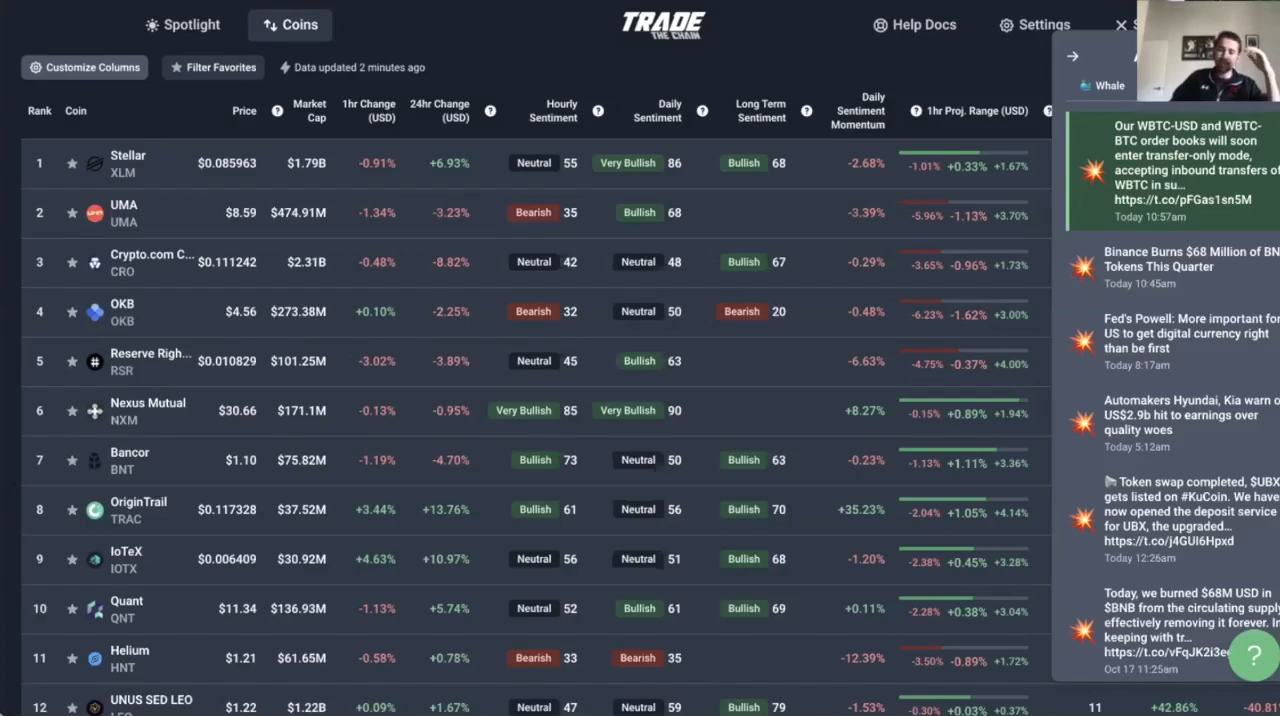 Spotlight
Coins
TRADE
THE CHAIN
Help Docs
Settings
Customize Columns
Filter Favorites
Data updated 2 minutes ago
Whale
Rank Coin Price Market Cap 1hr Change (USD) 24hr Change (USD) Hourly Sentiment Daily Sentiment Long Term Sentiment Daily Sentiment Momentum 1hr Proj. Range (USD)
1 Stellar XLM $0.085963 $1.79B -0.91% +6.93% Neutral 55 Very Bullish 86 Bullish 68 -2.68% -1.01% +0.33% +1.67%
2 UMA UMA $8.59 $474.91M -1.34% -3.23% Bearish 35 Bullish 68 -3.39% -5.96% -1.13% +3.70%
3 Crypto.com C... CRO $0.111242 $2.31B -0.48% -8.82% Neutral 42 Neutral 48 Bullish 67 -0.29% -3.65% -0.96% +1.73%
4 OKB OKB $4.56 $273.38M +0.10% -2.25% Bearish 32 Neutral 50 Bearish 20 -0.48% -6.23% -1.62% +3.00%
5 Reserve Righ... RSR $0.010829 $101.25M -3.02% -3.89% Neutral 45 Bullish 63 -6.63% -4.75% -0.37% +4.00%
6 Nexus Mutual NXM $30.66 $171.1M -0.13% -0.95% Very Bullish 85 Very Bullish 90 +8.27% -0.15% +0.89% +1.94%
7 Bancor BNT $1.10 $75.82M -1.19% -4.70% Bullish 73 Neutral 50 Bullish 63 -0.23% -1.13% +1.11% +3.36%
8 OriginTrail TRAC $0.117328 $37.52M +3.44% +13.76% Bullish 61 Neutral 56 Bullish 70 +35.23% -2.04% +1.05% +4.14%
9 IoTeX IOTX $0.006409 $30.92M +4.63% +10.97% Neutral 56 Neutral 51 Bullish 68 -1.20% -2.38% +0.45% +3.28%
10 Quant QNT $11.34 $136.93M -1.13% +5.74% Neutral 52 Bullish 61 Bullish 69 +0.11% -2.28% +0.38% +3.04%
11 Helium HNT $1.21 $61.65M -0.58% +0.78% Bearish 33 Bearish 35 -12.39% -3.50% -0.89% +1.72%
12 UNUS SED LEO LEO $1.22 $1.22B +0.09% +1.67% Neutral 47 Neutral 59 Bullish 79 -1.53% -0.30% +0.03% +0.37% 11 +42.86% -40.81
Our WBTC-USD and WBTC-
BTC order books will soon
enter transfer-only mode,
accepting inbound transfers of
WBTC in su...
https://t.co/pFGas1sn5M
Today 10:57am
Binance Burns $68 Million of BN
Tokens This Quarter
Today 10:45am
Fed's Powell: More important for
US to get digital currency right
than be first
Today 8:17am
Automakers Hyundai, Kia warn o
US$2.9b hit to earnings over
quality woes
Today 5:12am
Token swap completed, $UBX
gets listed on #KuCoin. We have
now opened the deposit service
for UBX, the upgraded...
https://t.co/j4GUl6Hpxd
Today 12:26am
Today, we burned $68M USD in
$BNB from the circulating supply
effectively removing it forever. In
keeping with tr...
https://t.co/vFqJK2i3e
Oct 17 11:25am